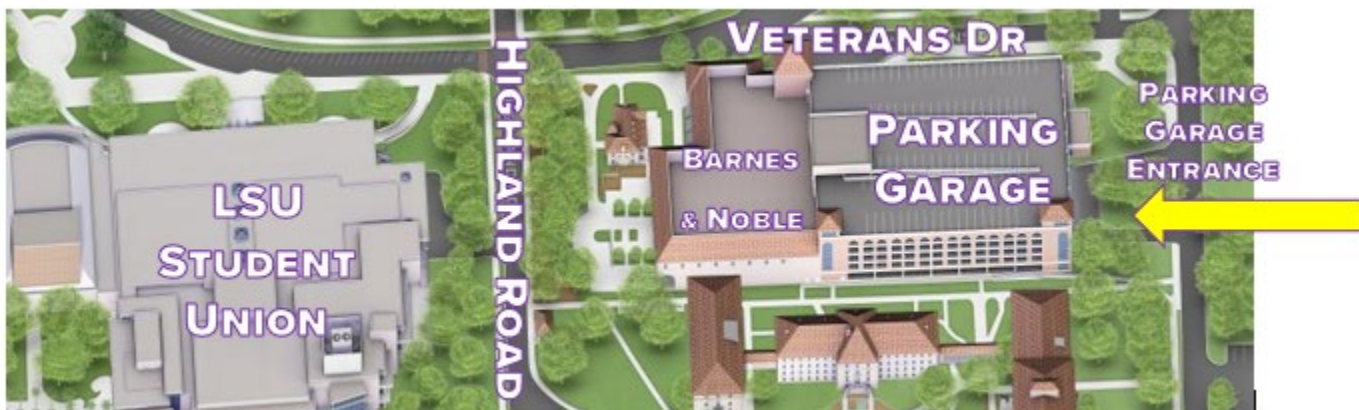 VETERANS DR
HIGHLAND ROAD
PARKING
GARAGE
ENTRANCE
BARNES
& NOBLE
PARKING
GARAGE
LSU
STUDENT
UNION